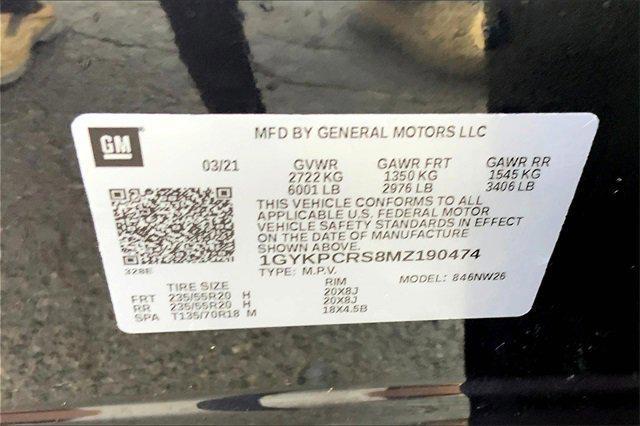 GM
MFD BY GENERAL MOTORS LLC
03/21 GVWR GAWR FRT GAWR RR
2722 KG 1350 KG 1545 KG
6001 LB 2976 LB 3406 LB
THIS VEHICLE CONFORMS TO ALL
APPLICABLE U.S. FEDERAL MOTOR
VEHICLE SAFETY STANDARDS IN EFFECT
ON THE DATE OF MANUFACTURE
SHOWN ABOVE.
1GYKPCRS8MZ190474
328E
TYPE: M.P.V. MODEL: 846NW26
TIRE SIZE RIM
FRT 235/55R20 H 20X8J
RR 235/55R20 H 20X8J
SPA T135/70R18 M 18X4.5B